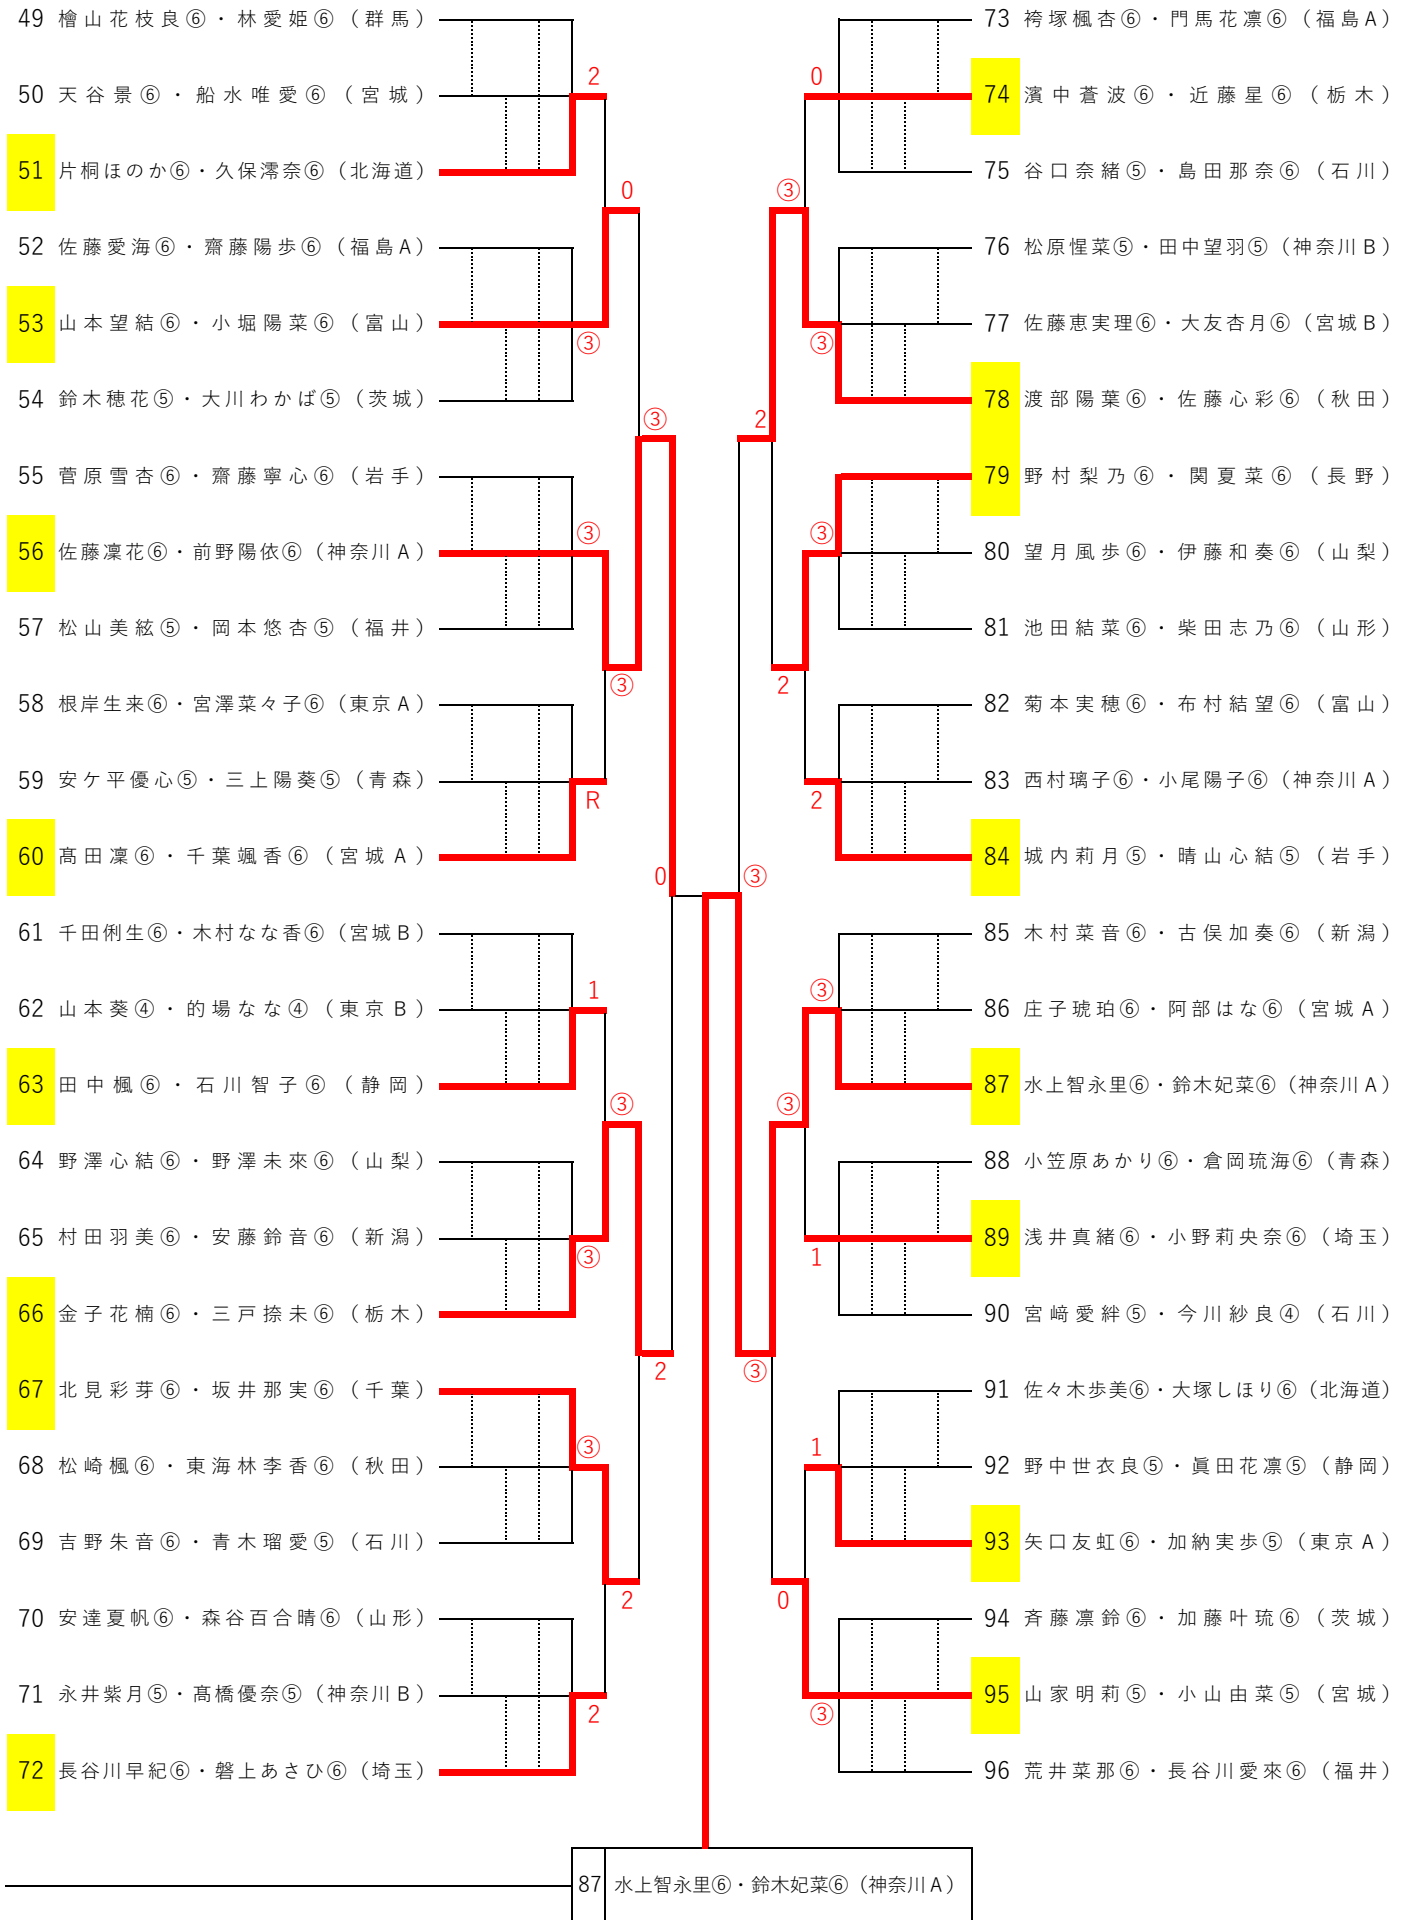 49 檜山花枝良⑥・林愛姫⑥（群馬）
50 天谷景⑥・船水唯愛⑥（宮城）
51 片桐ほのか⑥・久保澪奈⑥（北海道）
52 佐藤愛海⑥・齋藤陽歩⑥（福島A）
53 山本望結⑥・小堀陽菜⑥（富山）
54 鈴木穂花⑤・大川わかば⑤（茨城）
55 菅原雪杏⑥・齋藤寧心⑥（岩手）
56 佐藤凜花⑥・前野陽依⑥（神奈川A）
57 松山美絃⑤・岡本悠杏⑤（福井）
58 根岸生来⑥・宮澤菜々子⑥（東京A）
59 安ケ平優心⑤・三上陽葵⑤（青森）
60 髙田凜⑥・千葉颯香⑥（宮城A）
61 千田俐生⑥・木村なな香⑥（宮城B）
62 山本葵④・的場なな④（東京B）
63 田中楓⑥・石川智子⑥（静岡）
64 野澤心結⑥・野澤未來⑥（山梨）
65 村田羽美⑥・安藤鈴音⑥（新潟）
66 金子花楠⑥・三戸捺未⑥（栃木）
67 北見彩芽⑥・坂井那実⑥（千葉）
68 松崎楓⑥・東海林李香⑥（秋田）
69 吉野朱音⑥・青木瑠愛⑤（石川）
70 安達夏帆⑥・森谷百合晴⑥（山形）
71 永井紫月⑤・髙橋優奈⑤（神奈川B）
72 長谷川早紀⑥・磐上あさひ⑥（埼玉）
2
0
③
③
③
③
R
0
1
③
③
2
③
2
2
0
③
③
2
③
2
2
③
③
③
1
③
1
0
③
73 袴塚楓杏⑥・門馬花凛⑥（福島A）
74 濱中蒼波⑥・近藤星⑥（栃木）
75 谷口奈緒⑤・島田那奈⑥（石川）
76 松原惺菜⑤・田中望羽⑤（神奈川B）
77 佐藤恵実理⑥・大友杏月⑥（宮城B）
78 渡部陽葉⑥・佐藤心彩⑥（秋田）
79 野村梨乃⑥・関夏菜⑥（長野）
80 望月風歩⑥・伊藤和奏⑥（山梨）
81 池田結菜⑥・柴田志乃⑥（山形）
82 菊本実穂⑥・布村結望⑥（富山）
83 西村璃子⑥・小尾陽子⑥（神奈川A）
84 城内莉月⑤・晴山心結⑤（岩手）
85 木村菜音⑥・古俣加奏⑥（新潟）
86 庄子琥珀⑥・阿部はな⑥（宮城A）
87 水上智永里⑥・鈴木妃菜⑥（神奈川A）
88 小笠原あかり⑥・倉岡琉海⑥（青森）
89 浅井真緒⑥・小野莉央奈⑥（埼玉）
90 宮﨑愛絆⑤・今川紗良④（石川）
91 佐々木歩美⑥・大塚しほり⑥（北海道）
92 野中世衣良⑤・眞田花凛⑤（静岡）
93 矢口友虹⑥・加納実歩⑤（東京A）
94 斉藤凛鈴⑥・加藤叶琉⑥（茨城）
95 山家明莉⑤・小山由菜⑤（宮城）
96 荒井菜那⑥・長谷川愛來⑥（福井）
87 水上智永里⑥・鈴木妃菜⑥（神奈川A）